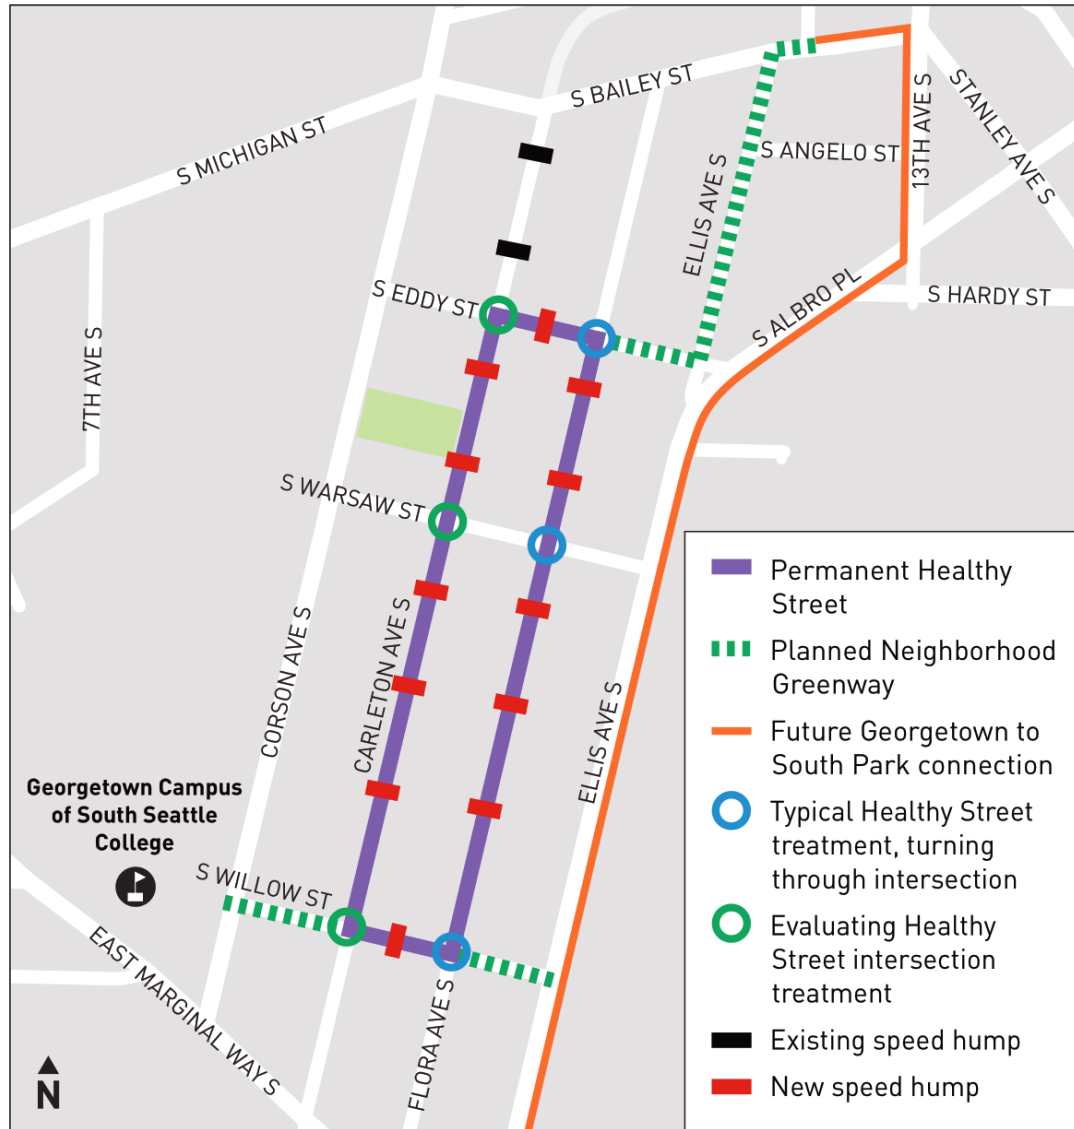 S BAILEY ST
S MICHIGAN ST
STANLEY AVE S
13TH AVE S
S ANGELO ST
ELLIS AVE S
S EDDY ST
S ALBRO PL
S HARDY ST
7TH AVE S
S WARSAW ST
CORSON AVE S
CARLETON AVE S
ELLIS AVE S
Georgetown Campus
of South Seattle
College
S WILLOW ST
EAST MARGINAL WAY S
FLORA AVE S
N
Permanent Healthy
Street
Planned Neighborhood
Greenway
Future Georgetown to
South Park connection
Typical Healthy Street
treatment, turning
through intersection
Evaluating Healthy
Street intersection
treatment
Existing speed hump
New speed hump